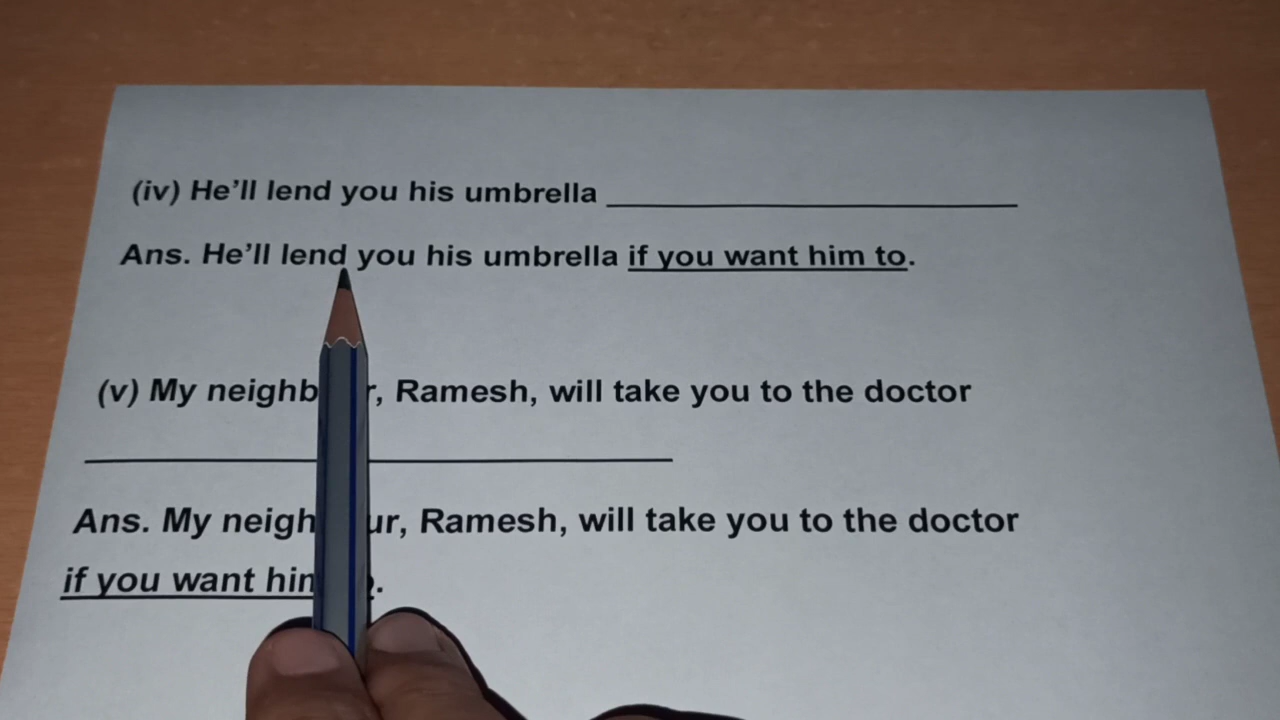 (iv) He'll lend you his umbrella ____________________
Ans. He'll lend you his umbrella if you want him to.
(v) My neighb r, Ramesh, will take you to the doctor
____________________
Ans. My neigh ur, Ramesh, will take you to the doctor
if you want